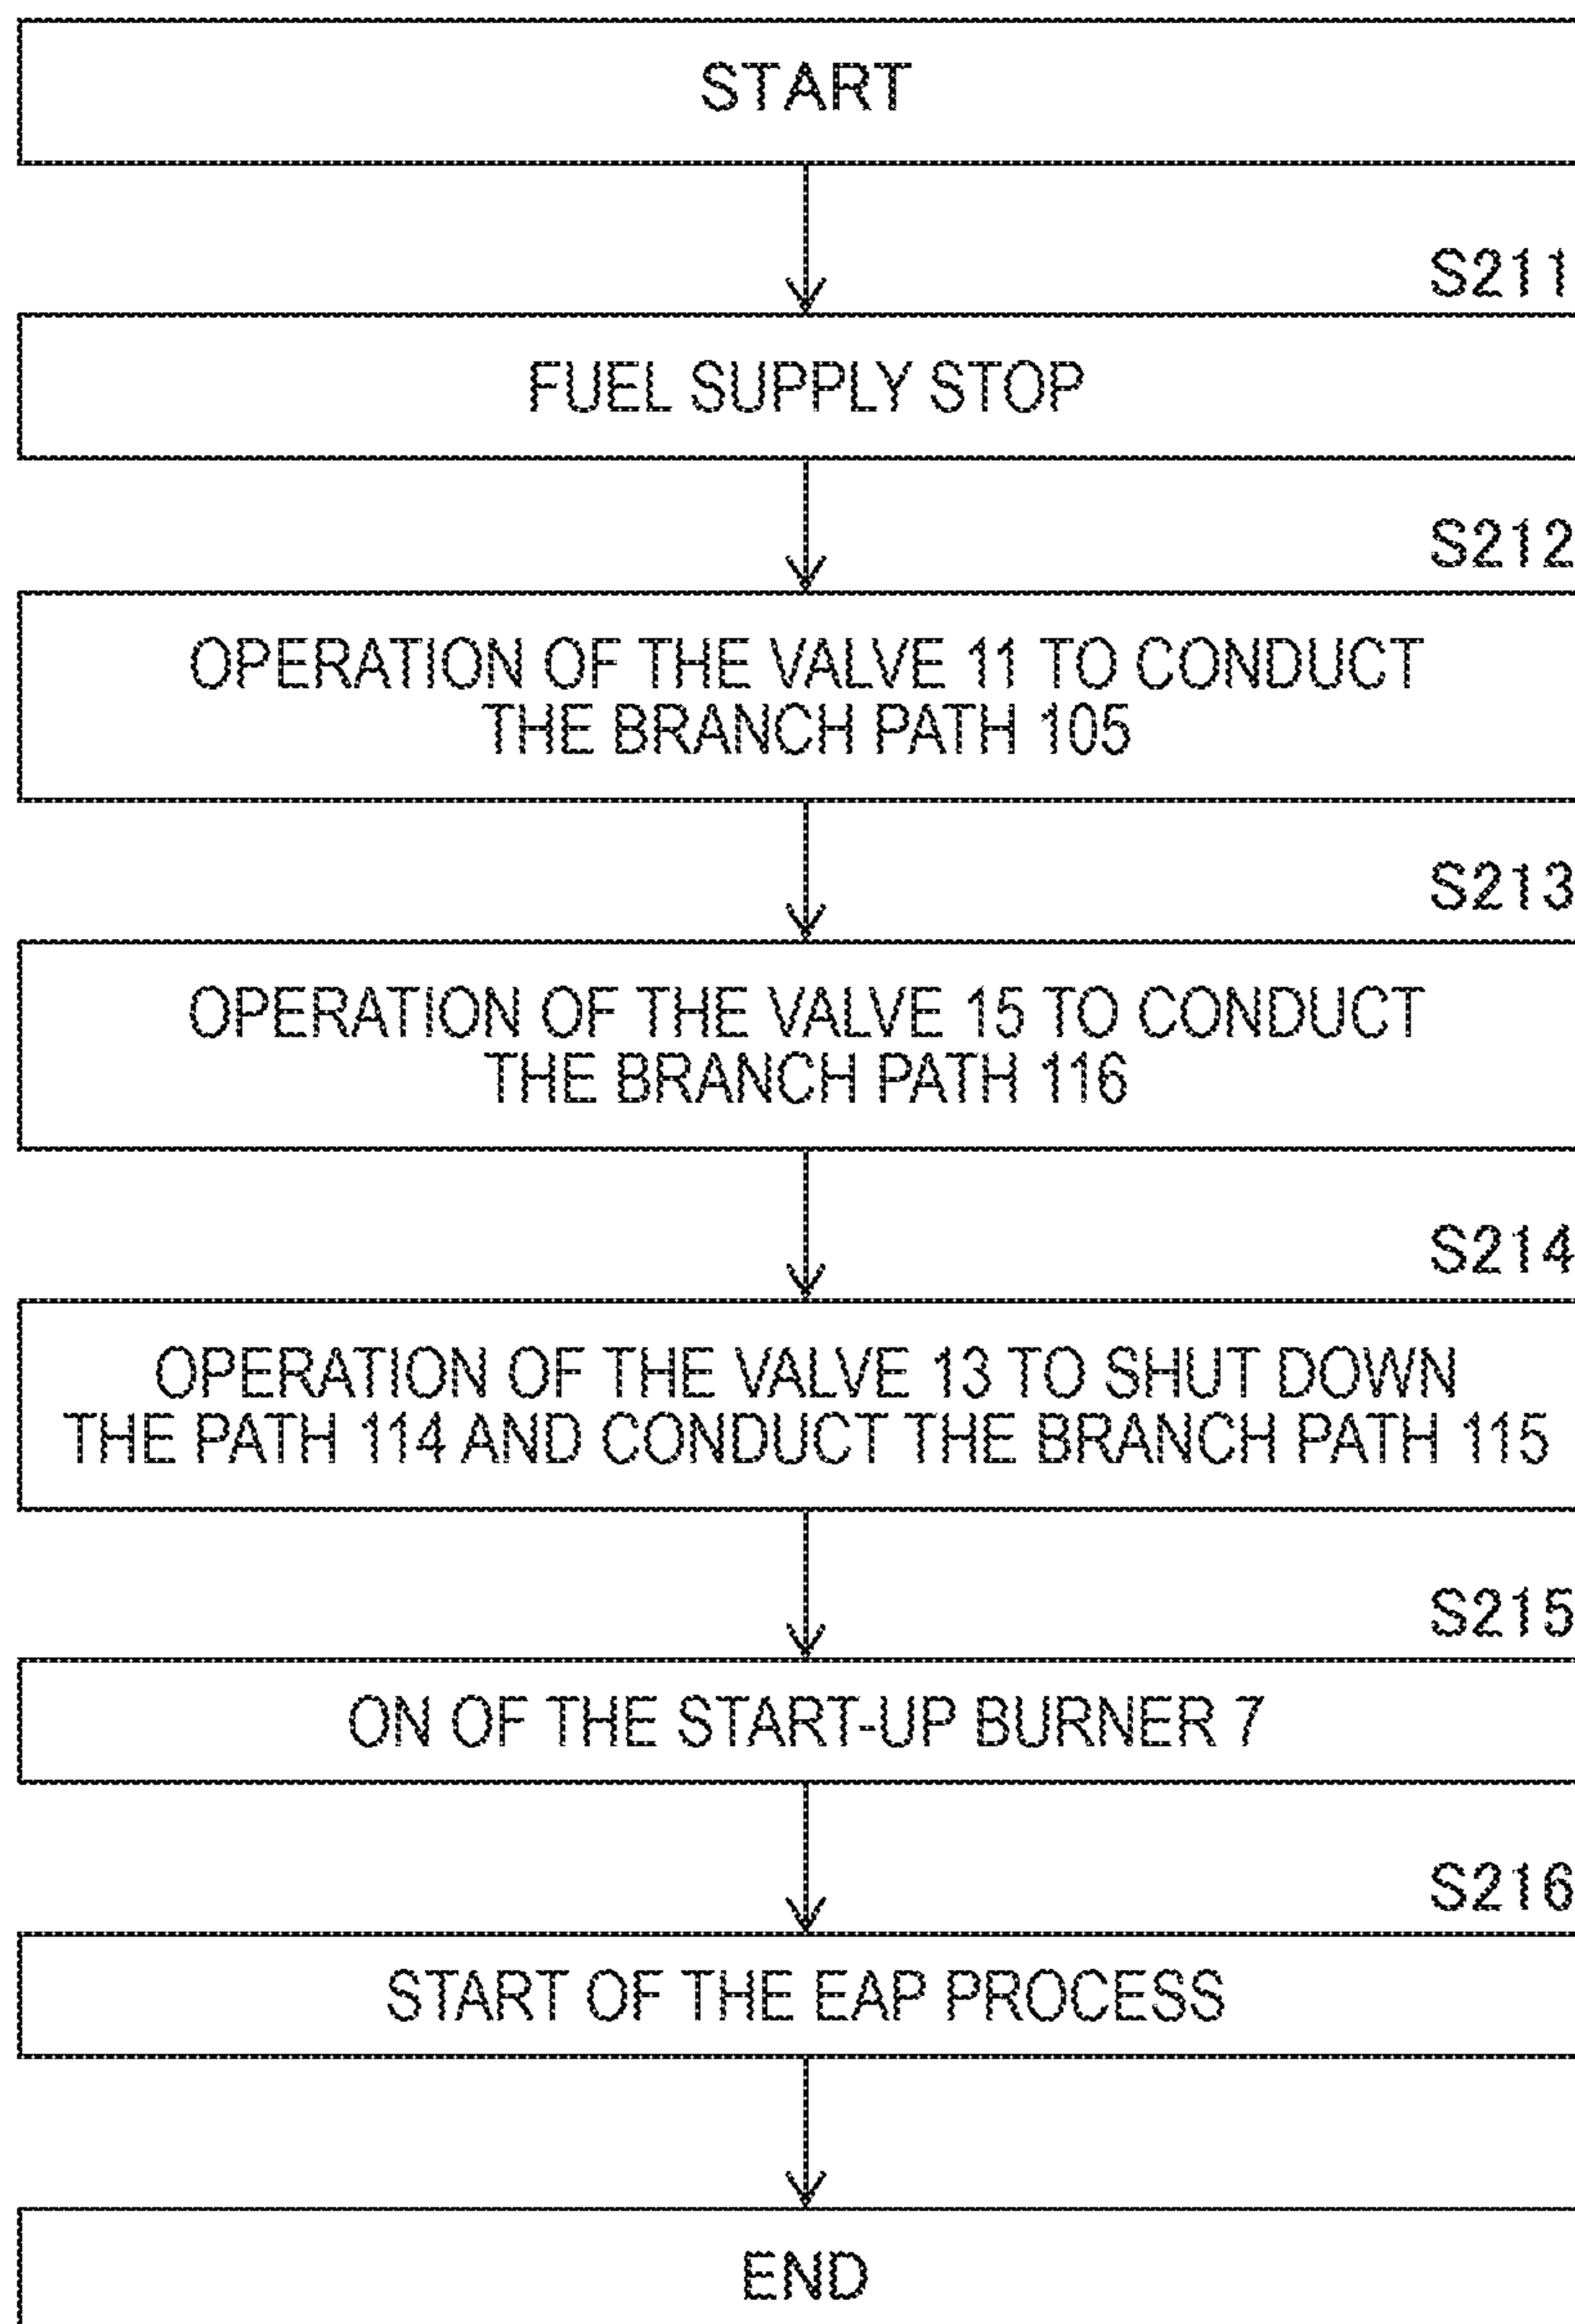 START
S211
FUEL SUPPLY STOP
S212
OPERATION OF THE VALVE 11 TO CONDUCT
THE BRANCH PATH 105
S213
OPERATION OF THE VALVE 15 TO CONDUCT
THE BRANCH PATH 116
S214
OPERATION OF THE VALVE 13 TO SHUT DOWN
THE PATH 114 AND CONDUCT THE BRANCH PATH 115
S215
ON OF THE START-UP BURNER 7
S216
START OF THE EAP PROCESS
END